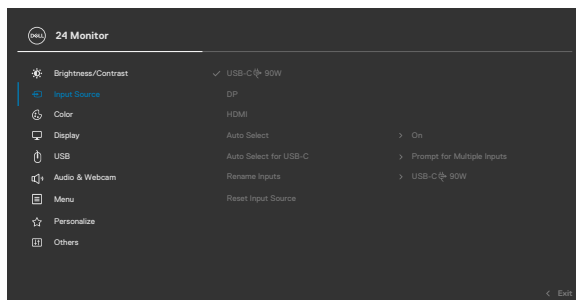 DELL
24 Monitor
Brightness/Contrast
USB-C 90W
Input Source
DP
Color
HDMI
Display
Auto Select
On
USB
Auto Select for USB-C
Prompt for Multiple Inputs
Audio & Webcam
Rename Inputs
USB-C 90W
Menu
Reset Input Source
Personalize
Others
Exit